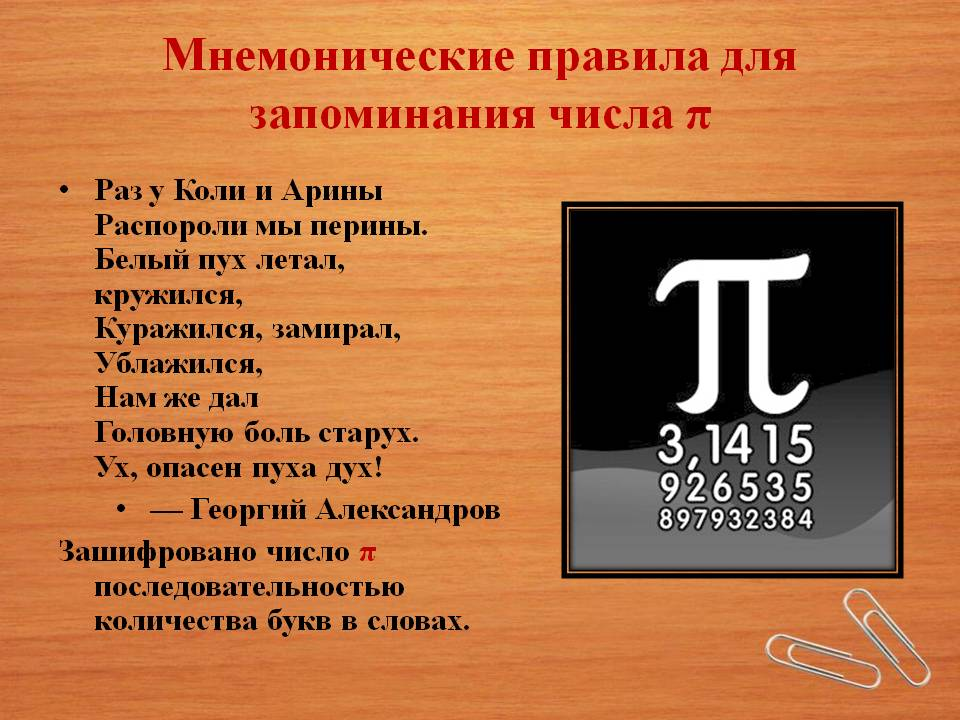 Мнемонические правила для
запоминания числа π
• Раз у Коли и Арины
Распороли мы перины.
Белый пух летал,
кружился,
Куражился, замирал,
Ублажился,
Нам же дал
Головную боль старух.
Ух, опасен пуха дух!
• — Георгий Александров
Зашифровано число π
последовательностью
количества букв в словах.
π
3,1415
926535
897932384